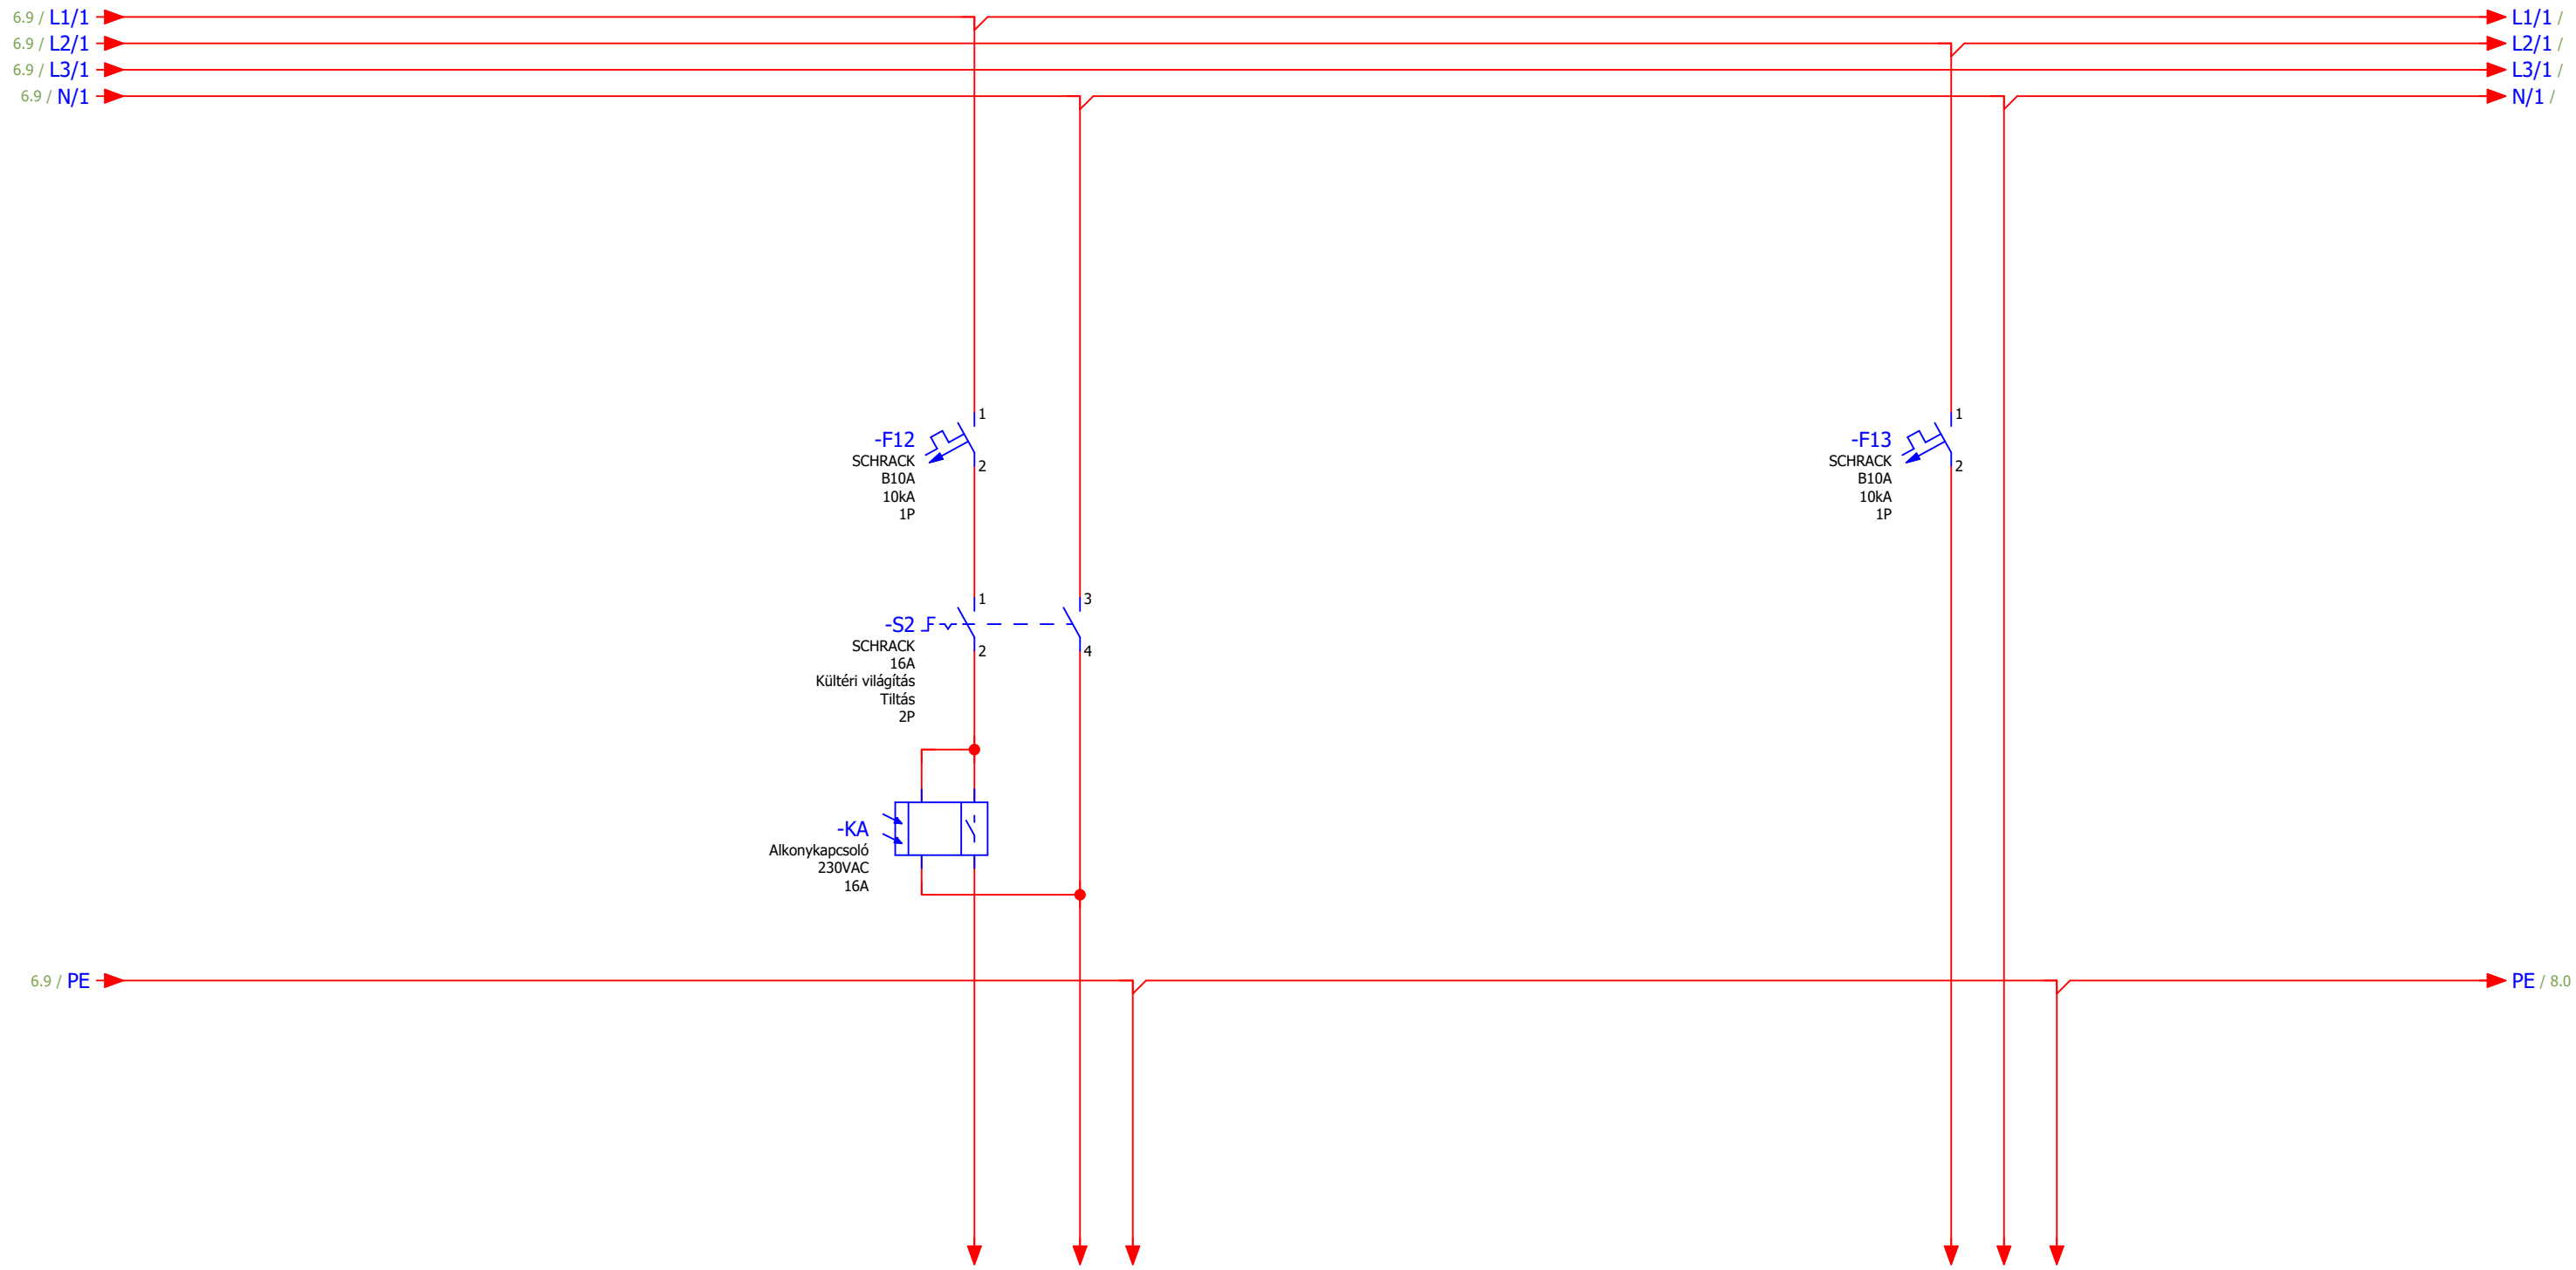 6.9 / L1/1
L1/1 /
6.9 / L2/1
L2/1 /
6.9 / L3/1
L3/1 /
6.9 / N/1
N/1 /
-F12
SCHRACK
B10A
10kA
1P
1
2
-F13
SCHRACK
B10A
10kA
1P
1
2
-S2
SCHRACK
16A
Kültéri világítás
Tiltás
2P
1
2
3
4
-KA
Alkonykapcsoló
230VAC
16A
6.9 / PE
PE / 8.0